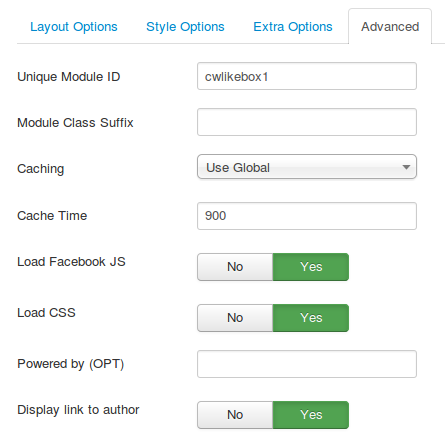 Layout Options Style Options Extra Options Advanced
Unique Module ID cwlikebox1
Module Class Suffix
Caching Use Global
Cache Time 900
Load Facebook JS No Yes
Load CSS No Yes
Powered by (OPT)
Display link to author No Yes